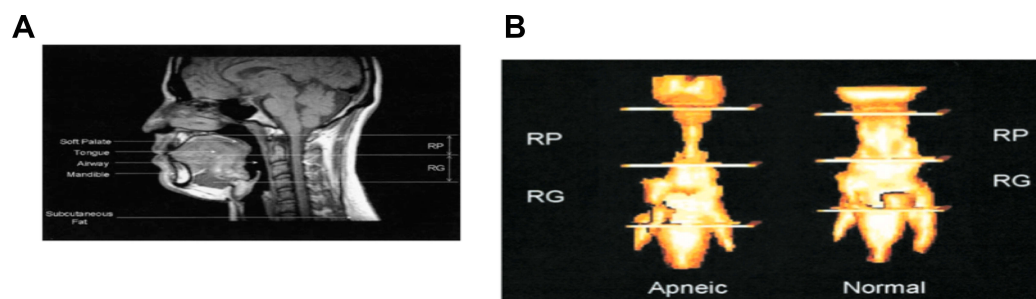 A
Soft Palate
Tongue
Airway
Mandible
Subcutaneous
Fat
RP
RG
B
RP
RG
RP
RG
Apneic
Normal